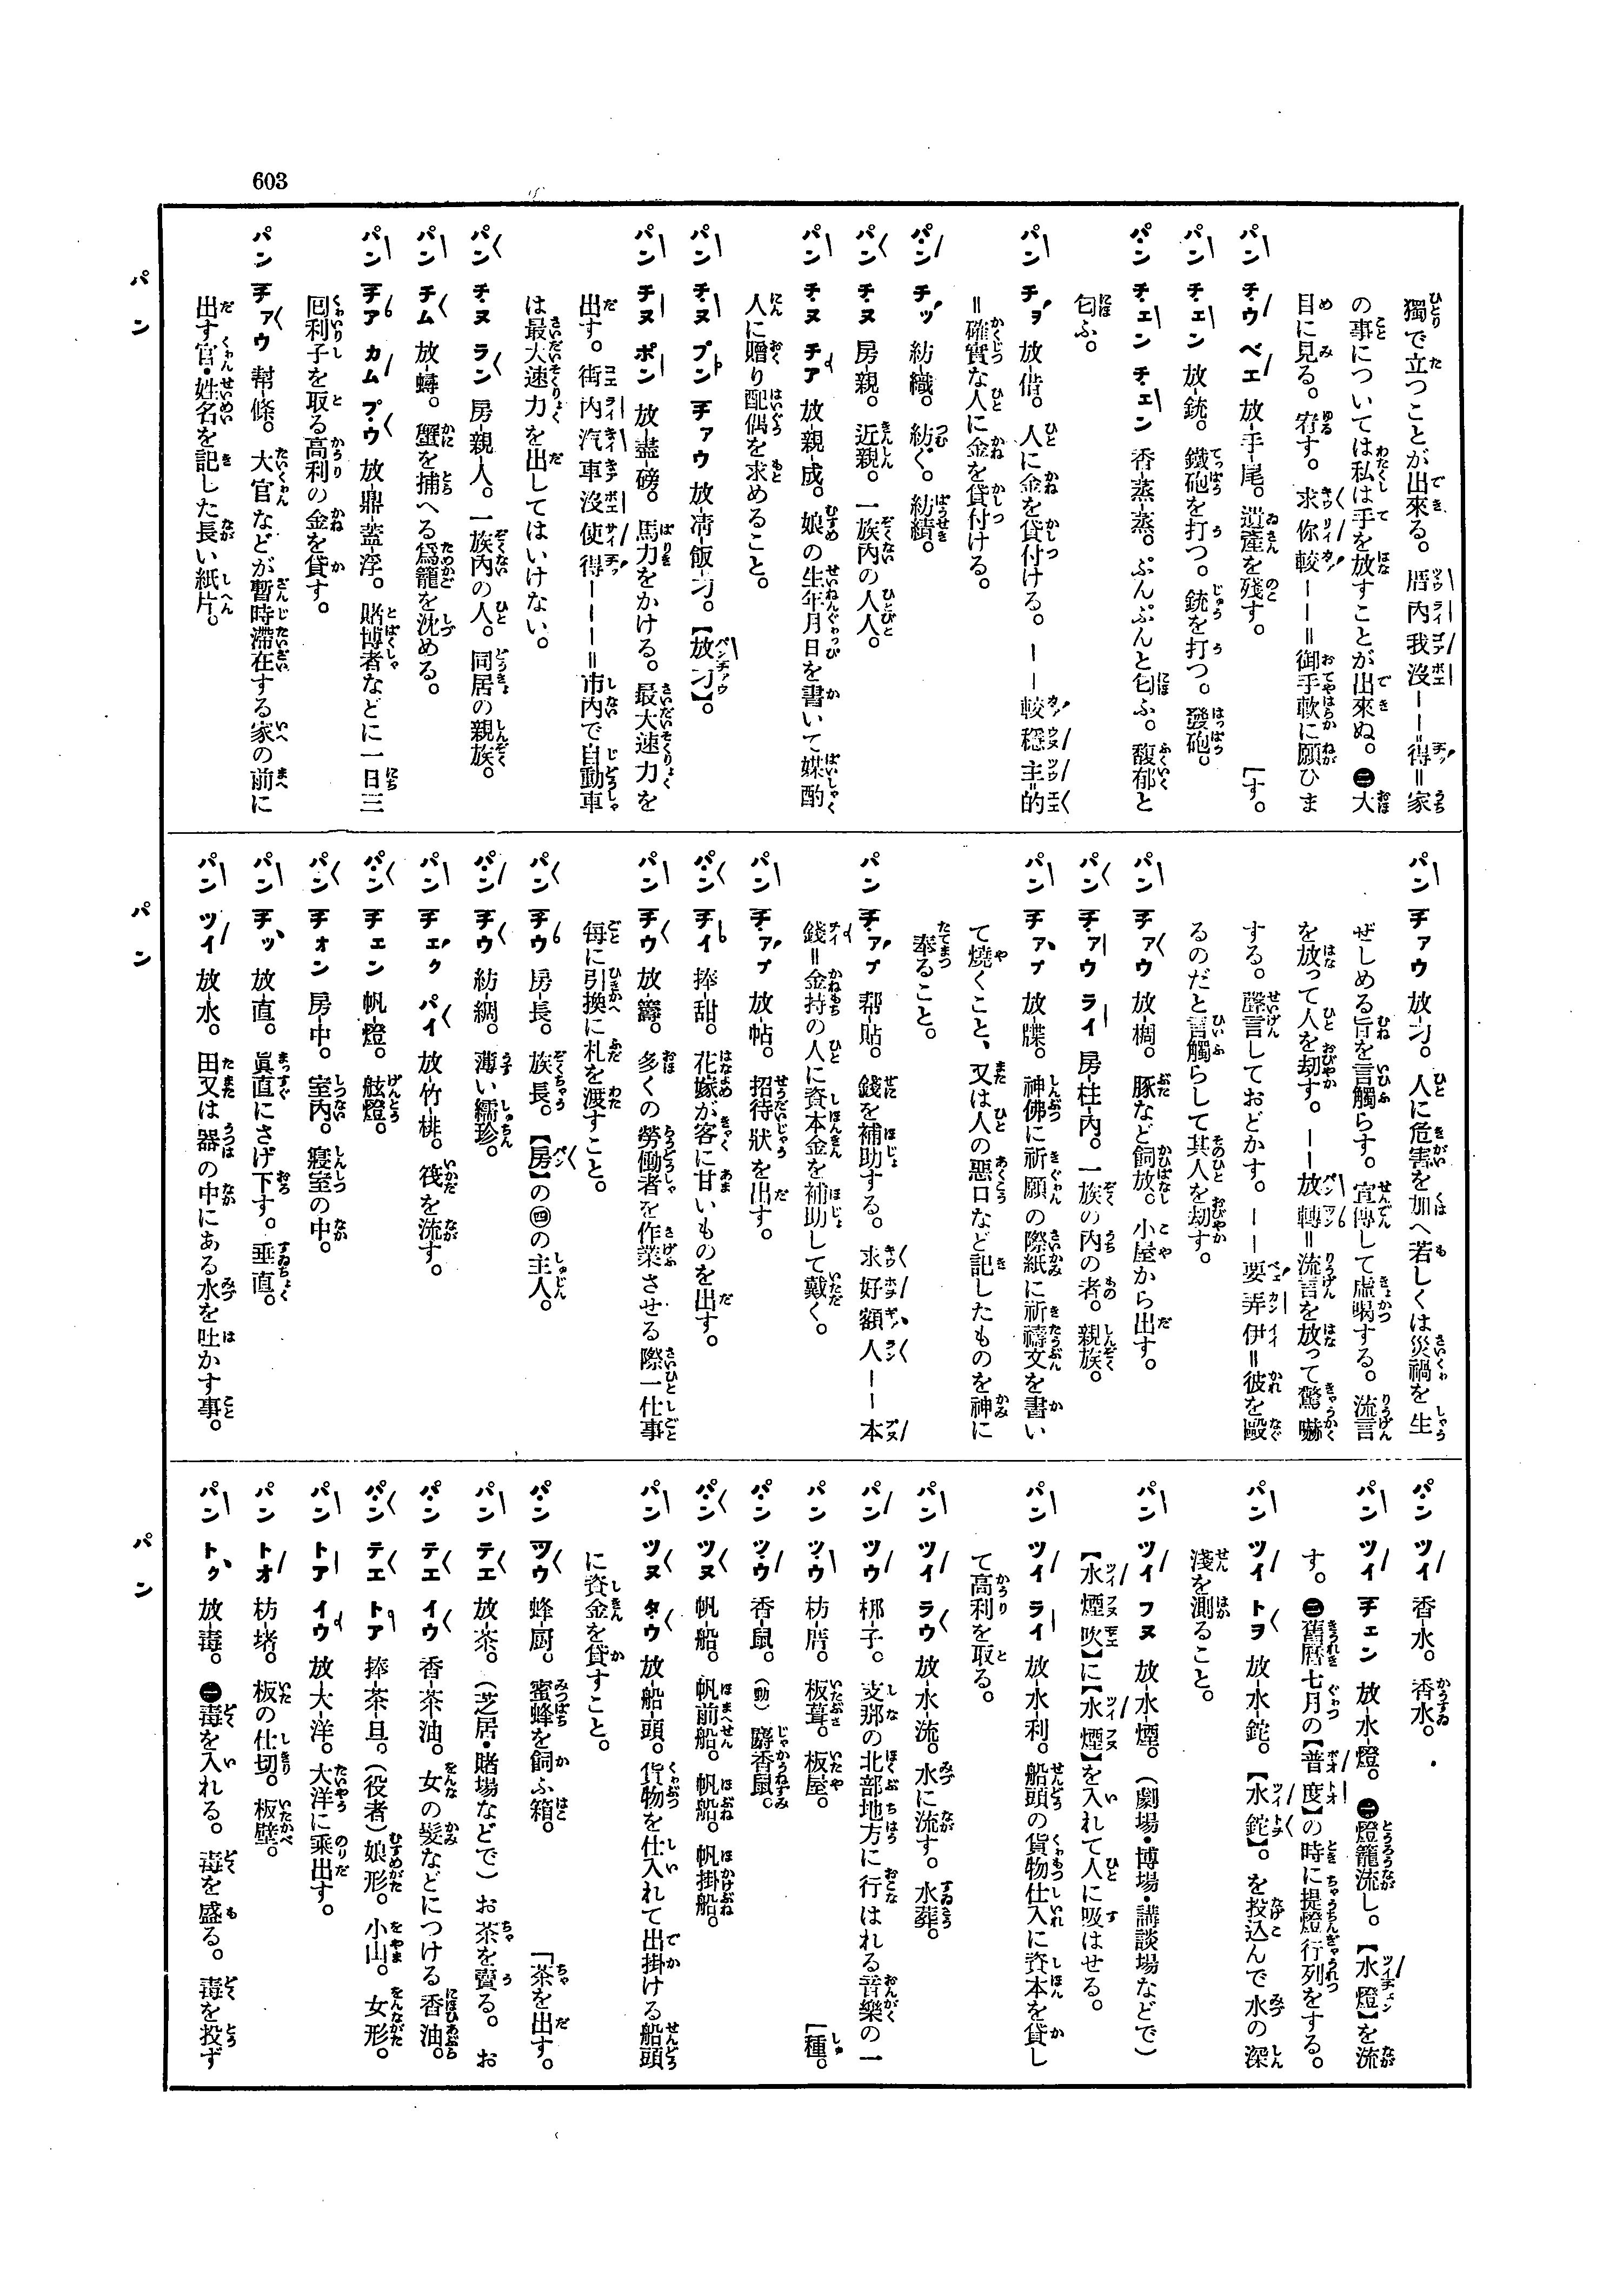 603
獨で立つことが出來る。厝内我沒――得＝家
の事については私は手を放すことが出來ぬ。㊁大
目に見る。宥す。求你較――＝御手軟に願ひま
パン チウ ベエ 放-手-尾。遺產を殘す。 〔す。
パン チェン 放-銃。鐵砲を打つ。銃を打つ。發砲。
パン チェン チェン 香-蒸-蒸。ぷんぷんと匂ふ。馥郁と
匂ふ。
パン チヲ 放-借。人に金を貸付ける。――較穩主的
＝確實な人に金を貸付ける。
パン チッ 紡-織。紡ぐ。紡績。
パン チヌ 房-親。近親。一族內の人人。
パン チヌ チア 放-親-成。娘の生年月日を書いて媒酌
人に贈り配偶を求めること。
パン チヌ プン チァウ 放-凊-飯-刁。【放刁】。
パン チヌ ポン 放-盡-磅。馬力をかける。最大速力を
出す。街內汽車沒使得―――＝市內で自動車
は最大速力を出してはいけない。
パン チヌ ラン 房-親-人。一族內の人。同居の親族。
パン チム 放-蟳。蟹を捕へる爲籠を沈める。
パン チア カム プウ 放-鼎-蓋-浮。賭博者などに一日三
囘利子を取る高利の金を貸す。
パン チァウ 幇-條。大官などが暫時滯在する家の前に
出す官・姓名を記した長い紙片。
パン
パン チァウ 放-刁。人に危害を加へ若しくは災禍を生
ぜしめる旨を言觸らす。宣傳して虛喝する。流言
を放って人を劫す。――放轉＝流言を放って驚嚇
する。聲言しておどかす。――要弄伊＝彼を毆
るのだと言觸らして其人を劫す。
パン チァウ 放-椆。豚など飼放。小屋から出す。
パン チァウ ライ 房-柱-內。一族の內の者。親族。
パン チァプ 放-牒。神佛に祈願の際紙に祈禱文を書い
て燒くこと、又は人の惡口など記したものを神に
奉ること。
パン チァプ 帮-貼。錢を補助する。求好額人――本
錢＝金持の人に資本金を補助して戴く。
パン チァプ 放-帖。招待狀を出す。
パン チイ 捧-甜。花嫁が客に甘いものを出す。
パン チウ 放-籌。多くの勞働者を作業させる際一仕事
每に引換に札を渡すこと。
パン チウ 房-長。族長。【房】の㊃の主人。
パン チウ 紡-綢。薄い繻珍。
パン チェク パイ 放-竹-棑。筏を流す。
パン チェン 帆-燈。舷燈。
パン チォン 房-中。室內。寢室の中。
パン チッ 放-直。眞直にさげ下す。垂直。
パン ツイ 放-水。田又は器の中にある水を吐かす事。
パン
パン ツイ 香-水。香水。
パン ツイ チェン 放-水-燈。㊀燈籠流し。【水燈】を流
す。㊁舊曆七月の【普度】の時に提燈行列をする。
パン ツイ トヲ 放-水-鉈。【水鉈】。を投込んで水の深
淺を測ること。
パン ツイ フヌ 放-水-煙。（劇場・博場・講談場などで）
【水煙吹】に【水煙】を入れて人に吸はせる。
パン ツイ ライ 放-水-利。船頭の貨物仕入に資本を貸し
て高利を取る。
パン ツイ ラウ 放-水-流。水に流す。水葬。
パン ツウ 梆-子。支那の北部地方に行はれる音樂の一
パン ツウ 枋-厝。板葺。板屋。 〔種。
パン ツウ 香-鼠。（動）麝香鼠。
パン ツヌ 帆-船。帆前船。帆船。帆掛船。
パン ツヌ タウ 放-船-頭。貨物を仕入れて出掛ける船頭
に資金を貸すこと。
パン ツウ 蜂-厨。蜜蜂を飼ふ箱。 〔茶を出す。
パン テエ 放-茶。（芝居・賭場などで）お茶を賣る。お
パン テエ イウ 香-茶-油。女の髮などにつける香油。
パン テエ トア 捧-茶-旦。（役者）娘形。小山。女形。
パン トア イウ 放-大-洋。大洋に乘出す。
パン トオ 枋-堵。板の仕切。板壁。
パン トク 放-毒。㊀毒を入れる。毒を盛る。毒を投ず
パン